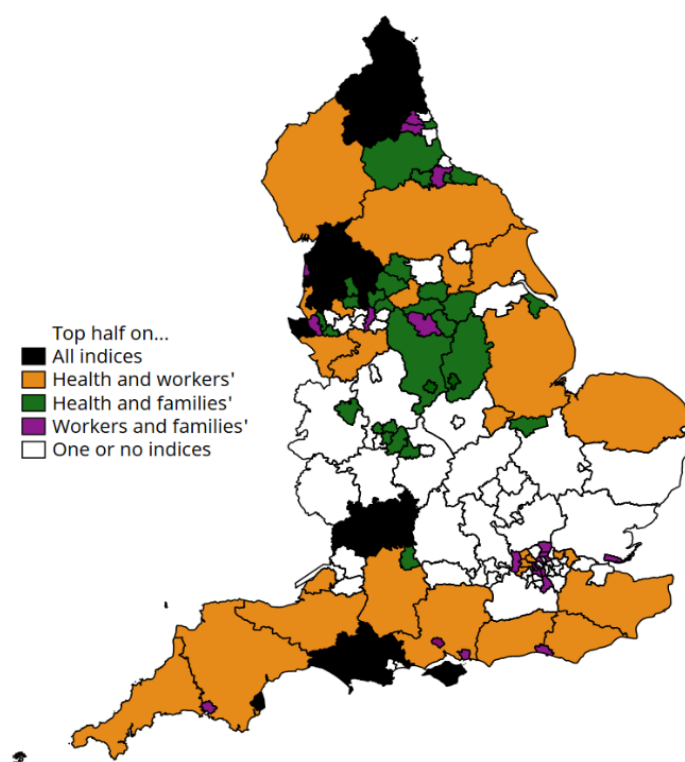 Top half on...
All indices
Health and workers'
Health and families'
Workers and families'
One or no indices